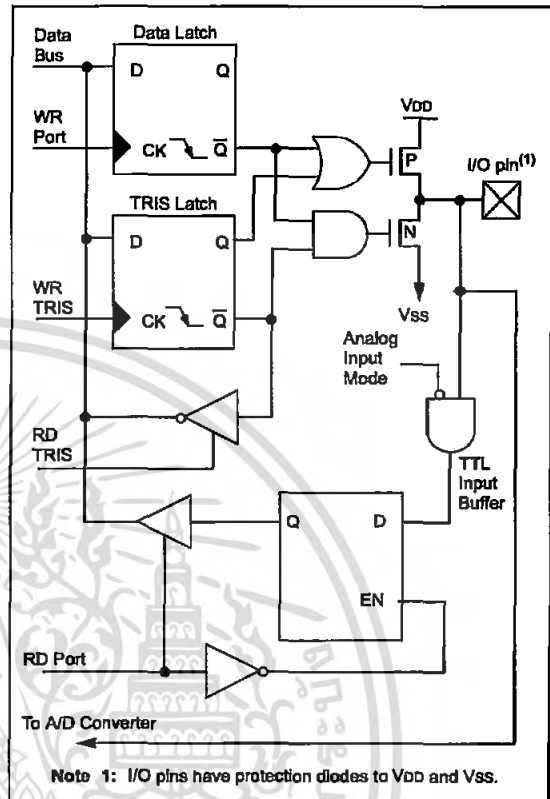 Data Latch
Data
Bus
D
Q
WR
Port
CK
Q
VDD
P
I/O pin(1)
TRIS Latch
D
Q
N
WR
TRIS
CK
Q
VSS
Analog
Input
Mode
RD
TRIS
TTL
Input
Buffer
Q
D
EN
RD Port
To A/D Converter
Note 1: I/O pins have protection diodes to VDD and VSS.